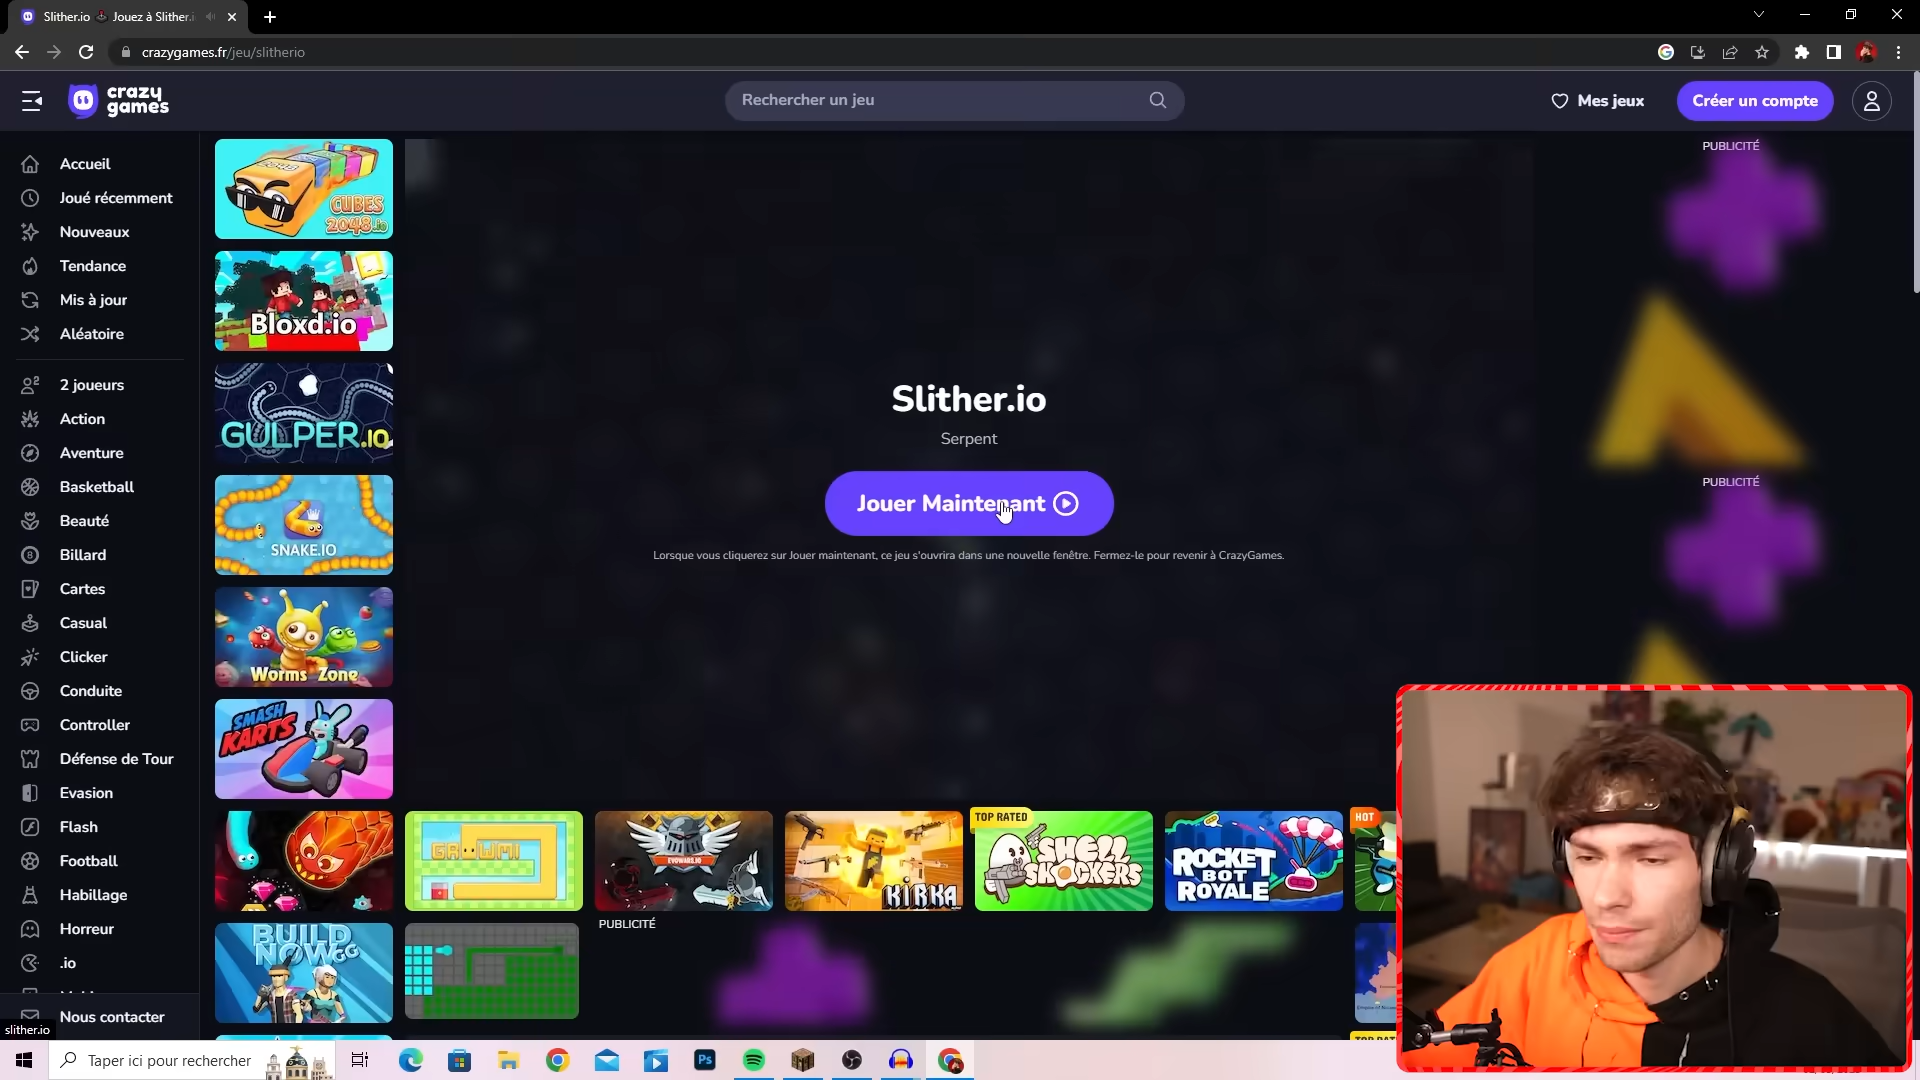 Slither.io 🕹️ Jouez à Slither.i
crazygames.fr/jeu/slitherio
crazy
games
Rechercher un jeu
Mes jeux
Créer un compte
Accueil
Joué récemment
Nouveaux
Tendance
Mis à jour
Aléatoire
2 joueurs
Action
Aventure
Basketball
Beauté
Billard
Cartes
Casual
Clicker
Conduite
Controller
Défense de Tour
Evasion
Flash
Football
Habillage
Horreur
.io
Nous contacter
slither.io
CUBES
2048.io
Bloxd.io
GULPER.IO
SNAKE.IO
Worms Zone
SMASH
KARTS
BUILD
NOW GG
Slither.io
Serpent
Jouer Maintenant
Lorsque vous cliquerez sur Jouer maintenant, ce jeu s'ouvrira dans une nouvelle fenêtre. Fermez-le pour revenir à CrazyGames.
PUBLICITÉ
PUBLICITÉ
GROWMI
EVOWARS.IO
KIRKA
TOP RATED
SHELL
SHOCKERS
ROCKET
BOT
ROYALE
HOT
PUBLICITÉ
Taper ici pour rechercher
Ps